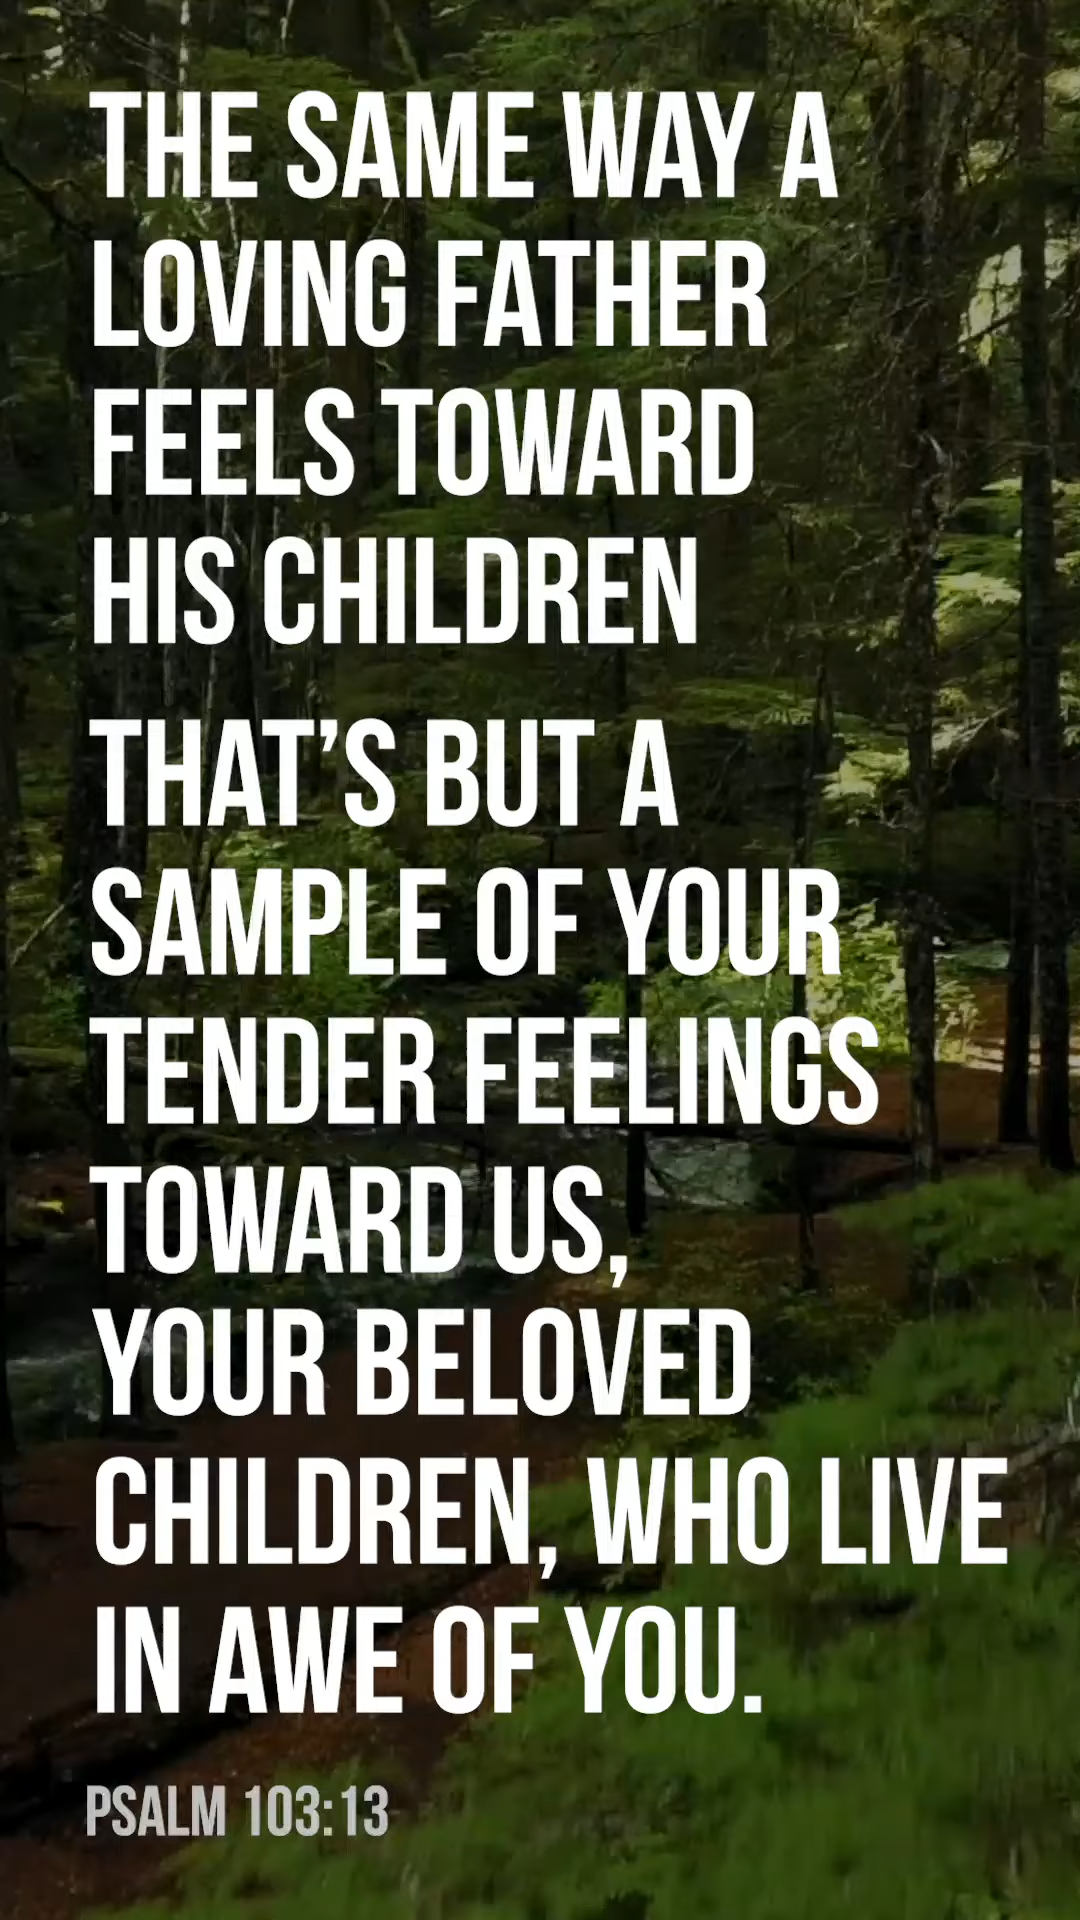 THE SAME WAY A
LOVING FATHER
FEELS TOWARD
HIS CHILDREN
THAT’S BUT A
SAMPLE OF YOUR
TENDER FEELINGS
TOWARD US,
YOUR BELOVED
CHILDREN, WHO LIVE
IN AWE OF YOU.
PSALM 103:13